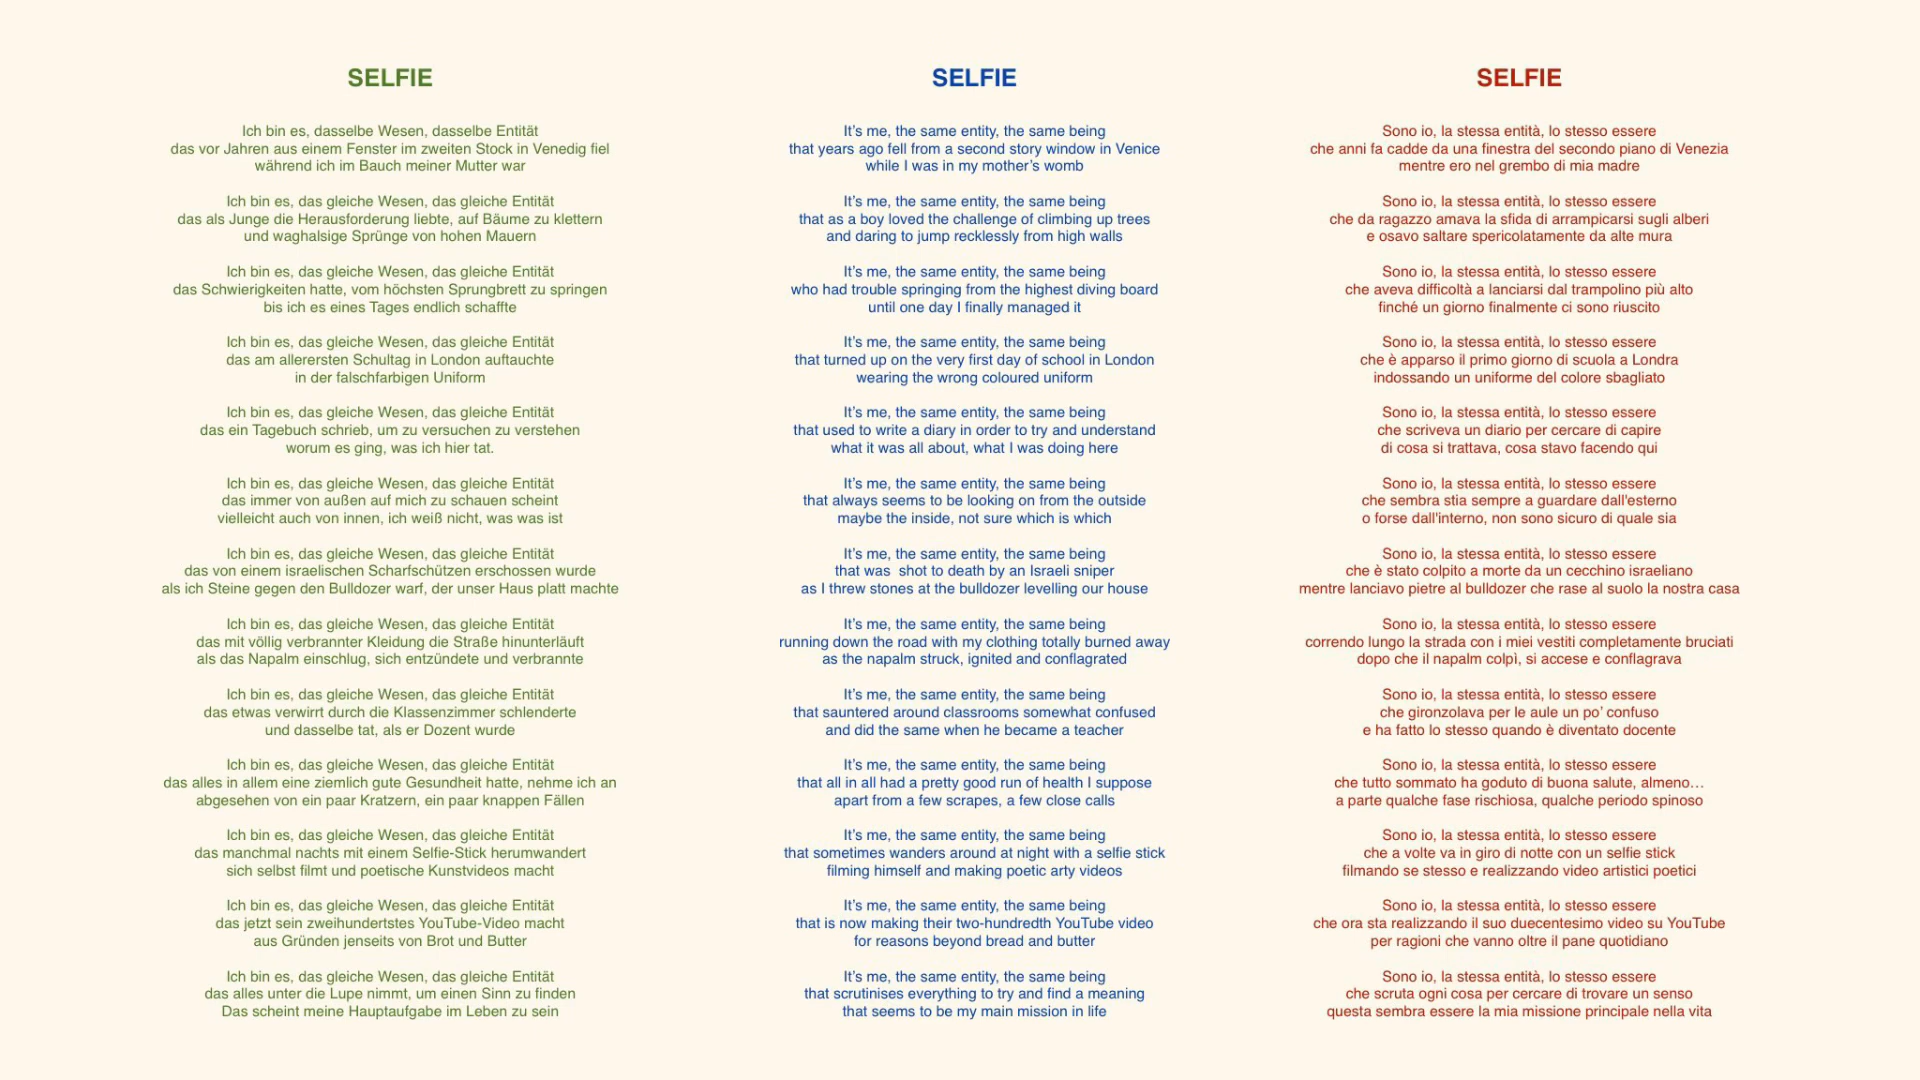 SELFIE
Ich bin es, dasselbe Wesen, dasselbe Entität
das vor Jahren aus einem Fenster im zweiten Stock in Venedig fiel
während ich im Bauch meiner Mutter war
Ich bin es, das gleiche Wesen, das gleiche Entität
das als Junge die Herausforderung liebte, auf Bäume zu klettern
und waghalsige Sprünge von hohen Mauern
Ich bin es, das gleiche Wesen, das gleiche Entität
das Schwierigkeiten hatte, vom höchsten Sprungbrett zu springen
bis ich es eines Tages endlich schaffte
Ich bin es, das gleiche Wesen, das gleiche Entität
das am allerersten Schultag in London auftauchte
in der falschfarbigen Uniform
Ich bin es, das gleiche Wesen, das gleiche Entität
das ein Tagebuch schrieb, um zu versuchen zu verstehen
worum es ging, was ich hier tat.
Ich bin es, das gleiche Wesen, das gleiche Entität
das immer von außen auf mich zu schauen scheint
vielleicht auch von innen, ich weiß nicht, was was ist
Ich bin es, das gleiche Wesen, das gleiche Entität
das von einem israelischen Scharfschützen erschossen wurde
als ich Steine gegen den Bulldozer warf, der unser Haus platt machte
Ich bin es, das gleiche Wesen, das gleiche Entität
das mit völlig verbrannter Kleidung die Straße hinunterläuft
als das Napalm einschlug, sich entzündete und verbrannte
Ich bin es, das gleiche Wesen, das gleiche Entität
das etwas verwirrt durch die Klassenzimmer schlenderte
und dasselbe tat, als er Dozent wurde
Ich bin es, das gleiche Wesen, das gleiche Entität
das alles in allem eine ziemlich gute Gesundheit hatte, nehme ich an
abgesehen von ein paar Kratzern, ein paar knappen Fällen
Ich bin es, das gleiche Wesen, das gleiche Entität
das manchmal nachts mit einem Selfie-Stick herumwandert
sich selbst filmt und poetische Kunstvideos macht
Ich bin es, das gleiche Wesen, das gleiche Entität
das jetzt sein zweihundertstes YouTube-Video macht
aus Gründen jenseits von Brot und Butter
Ich bin es, das gleiche Wesen, das gleiche Entität
das alles unter die Lupe nimmt, um einen Sinn zu finden
Das scheint meine Hauptaufgabe im Leben zu sein
SELFIE
It's me, the same entity, the same being
that years ago fell from a second story window in Venice
while I was in my mother's womb
It's me, the same entity, the same being
that as a boy loved the challenge of climbing up trees
and daring to jump recklessly from high walls
It's me, the same entity, the same being
who had trouble springing from the highest diving board
until one day I finally managed it
It's me, the same entity, the same being
that turned up on the very first day of school in London
wearing the wrong coloured uniform
It's me, the same entity, the same being
that used to write a diary in order to try and understand
what it was all about, what I was doing here
It's me, the same entity, the same being
that always seems to be looking on from the outside
maybe the inside, not sure which is which
It's me, the same entity, the same being
that was  shot to death by an Israeli sniper
as I threw stones at the bulldozer levelling our house
It's me, the same entity, the same being
running down the road with my clothing totally burned away
as the napalm struck, ignited and conflagrated
It's me, the same entity, the same being
that sauntered around classrooms somewhat confused
and did the same when he became a teacher
It's me, the same entity, the same being
that all in all had a pretty good run of health I suppose
apart from a few scrapes, a few close calls
It's me, the same entity, the same being
that sometimes wanders around at night with a selfie stick
filming himself and making poetic arty videos
It's me, the same entity, the same being
that is now making their two-hundredth YouTube video
for reasons beyond bread and butter
It's me, the same entity, the same being
that scrutinises everything to try and find a meaning
that seems to be my main mission in life
SELFIE
Sono io, la stessa entità, lo stesso essere
che anni fa cadde da una finestra del secondo piano di Venezia
mentre ero nel grembo di mia madre
Sono io, la stessa entità, lo stesso essere
che da ragazzo amava la sfida di arrampicarsi sugli alberi
e osavo saltare spericolatamente da alte mura
Sono io, la stessa entità, lo stesso essere
che aveva difficoltà a lanciarsi dal trampolino più alto
finché un giorno finalmente ci sono riuscito
Sono io, la stessa entità, lo stesso essere
che è apparso il primo giorno di scuola a Londra
indossando un uniforme del colore sbagliato
Sono io, la stessa entità, lo stesso essere
che scriveva un diario per cercare di capire
di cosa si trattava, cosa stavo facendo qui
Sono io, la stessa entità, lo stesso essere
che sembra stia sempre a guardare dall'esterno
o forse dall'interno, non sono sicuro di quale sia
Sono io, la stessa entità, lo stesso essere
che è stato colpito a morte da un cecchino israeliano
mentre lanciavo pietre al bulldozer che rase al suolo la nostra casa
Sono io, la stessa entità, lo stesso essere
correndo lungo la strada con i miei vestiti completamente bruciati
dopo che il napalm colpì, si accese e conflagrava
Sono io, la stessa entità, lo stesso essere
che gironzolava per le aule un po' confuso
e ha fatto lo stesso quando è diventato docente
Sono io, la stessa entità, lo stesso essere
che tutto sommato ha goduto di buona salute, almeno…
a parte qualche fase rischiosa, qualche periodo spinoso
Sono io, la stessa entità, lo stesso essere
che a volte va in giro di notte con un selfie stick
filmando se stesso e realizzando video artistici poetici
Sono io, la stessa entità, lo stesso essere
che ora sta realizzando il suo duecentesimo video su YouTube
per ragioni che vanno oltre il pane quotidiano
Sono io, la stessa entità, lo stesso essere
che scruta ogni cosa per cercare di trovare un senso
questa sembra essere la mia missione principale nella vita